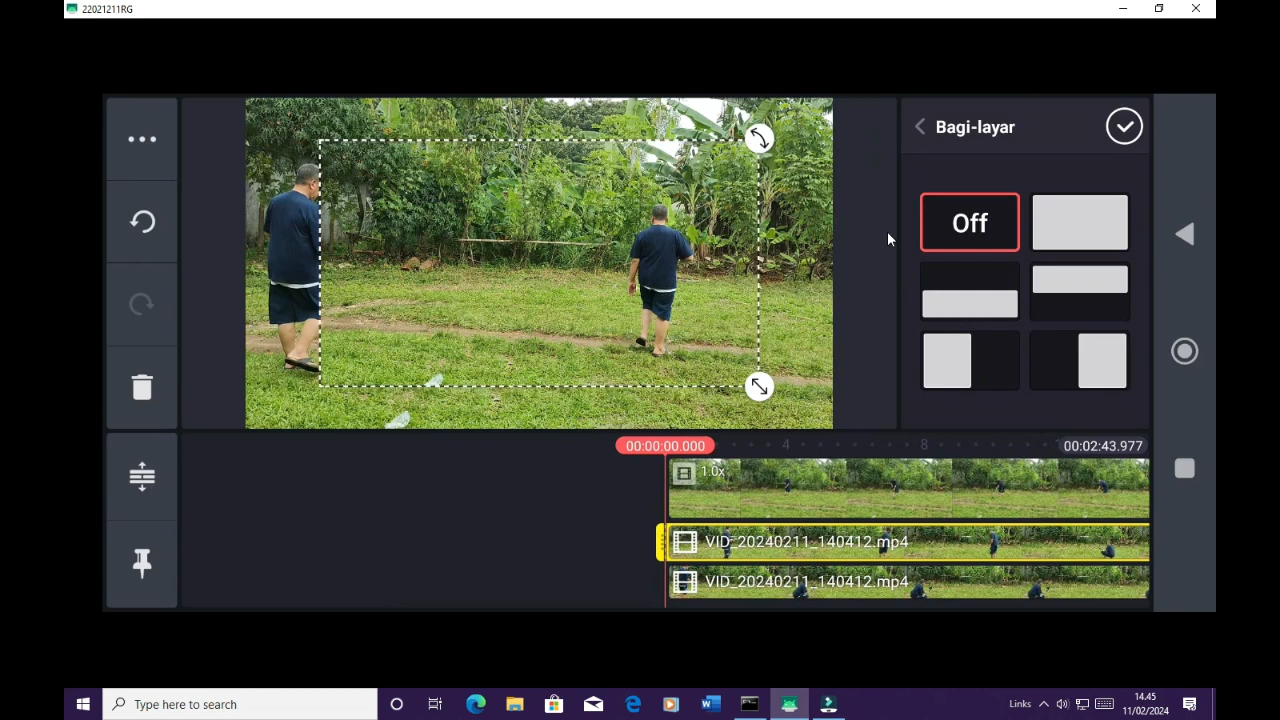 22021211RG
Bagi-layar
Off
00:00:00.000
4
8
00:02:43.977
1.0x
VID_20240211_140412.mp4
VID_20240211_140412.mp4
Type here to search
Links
14.45
11/02/2024